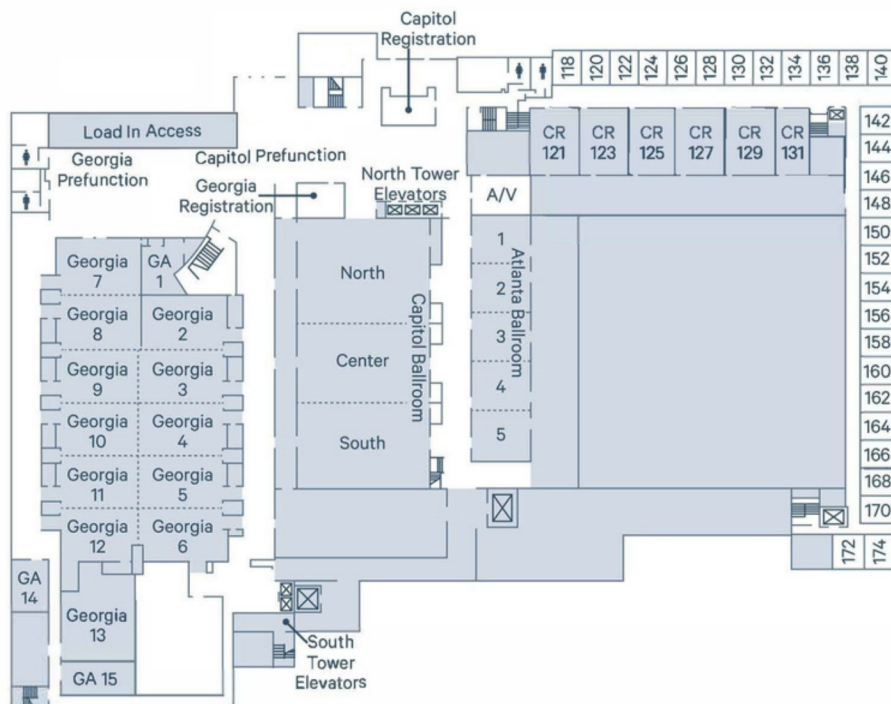 Capitol
Registration
118
120
122
124
126
128
130
132
134
136
138
140
Load In Access
Georgia
Prefunction
Capitol Prefunction
Georgia
Registration
North Tower
Elevators
A/V
CR
121
CR
123
CR
125
CR
127
CR
129
CR
131
142
144
146
148
150
152
154
156
158
160
162
164
166
168
170
172
174
Georgia
7
GA
1
Georgia
8
Georgia
2
Georgia
9
Georgia
3
Georgia
10
Georgia
4
Georgia
11
Georgia
5
Georgia
12
Georgia
6
GA
14
Georgia
13
GA 15
North
Center
South
Capitol Ballroom
1
2
3
4
5
Atlanta Ballroom
South
Tower
Elevators